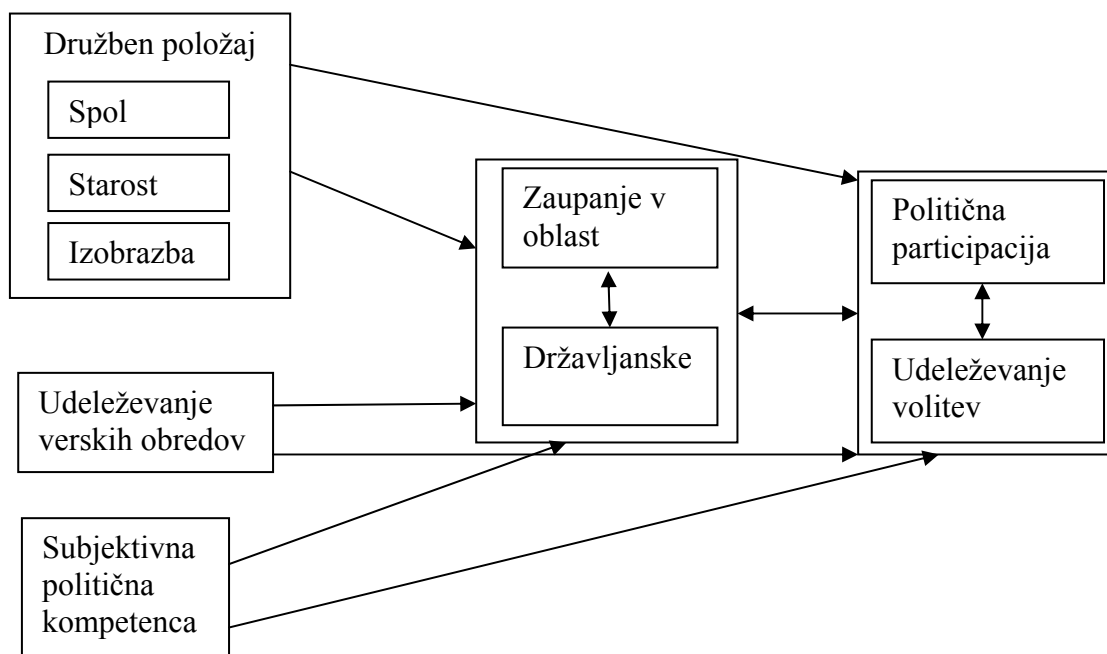 Družben položaj
Spol
Starost
Izobrazba
Zaupanje v
oblast
Državljanske
Politična
participacija
Udeleževanje
volitev
Udeleževanje
verskih obredov
Subjektivna
politična
kompetenca